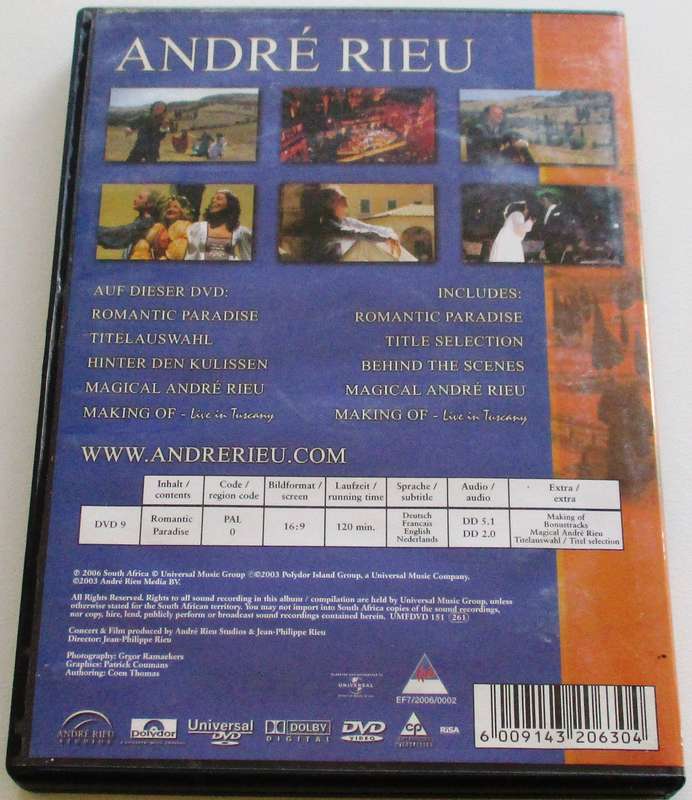 ANDRÉ RIEU
AUF DIESER DVD:
ROMANTIC PARADISE
TITELAUSWAHL
HINTER DEN KULISSEN
MAGICAL ANDRÉ RIEU
MAKING OF - Live in Tuscany
INCLUDES:
ROMANTIC PARADISE
TITLE SELECTION
BEHIND THE SCENES
MAGICAL ANDRÉ RIEU
MAKING OF - Live in Tuscany
WWW.ANDRERIEU.COM
Inhalt / contents
Code / region code
Bildformat / screen
Laufzeit / running time
Sprache / subtitle
Audio / audio
Extra / extra
DVD 9
Romantic Paradise
PAL 0
16:9
120 min.
Deutsch
Francais
English
Nederlands
DD 5.1
DD 2.0
Making of
Bonustracks
Magical André Rieu
Titelauswahl / Titel selection
℗ 2006 South Africa © Universal Music Group ℗©2003 Polydor Island Group, a Universal Music Company.
©2003 André Rieu Media BV.
All Rights Reserved. Rights to all sound recording in this album / compilation are held by Universal Music Group, unless
otherwise stated for the South African territory. You may not import into South Africa copies of the sound recordings,
nor copy, hire, lend, publicly perform or broadcast sound recordings contained herein. UMFDVD 151 261
Concert & Film produced by André Rieu Studios & Jean-Philippe Rieu
Director: Jean-Philippe Rieu
Photography: Grgor Ramaekers
Graphics: Patrick Coumans
Authoring: Coen Thomas
UNIVERSAL
EF7/2006/0002
ANDRÉ RIEU STUDIOS
polydor
Universal DVD
DOLBY DIGITAL
DVD VIDEO
CP
RiSA
6 009143 206304